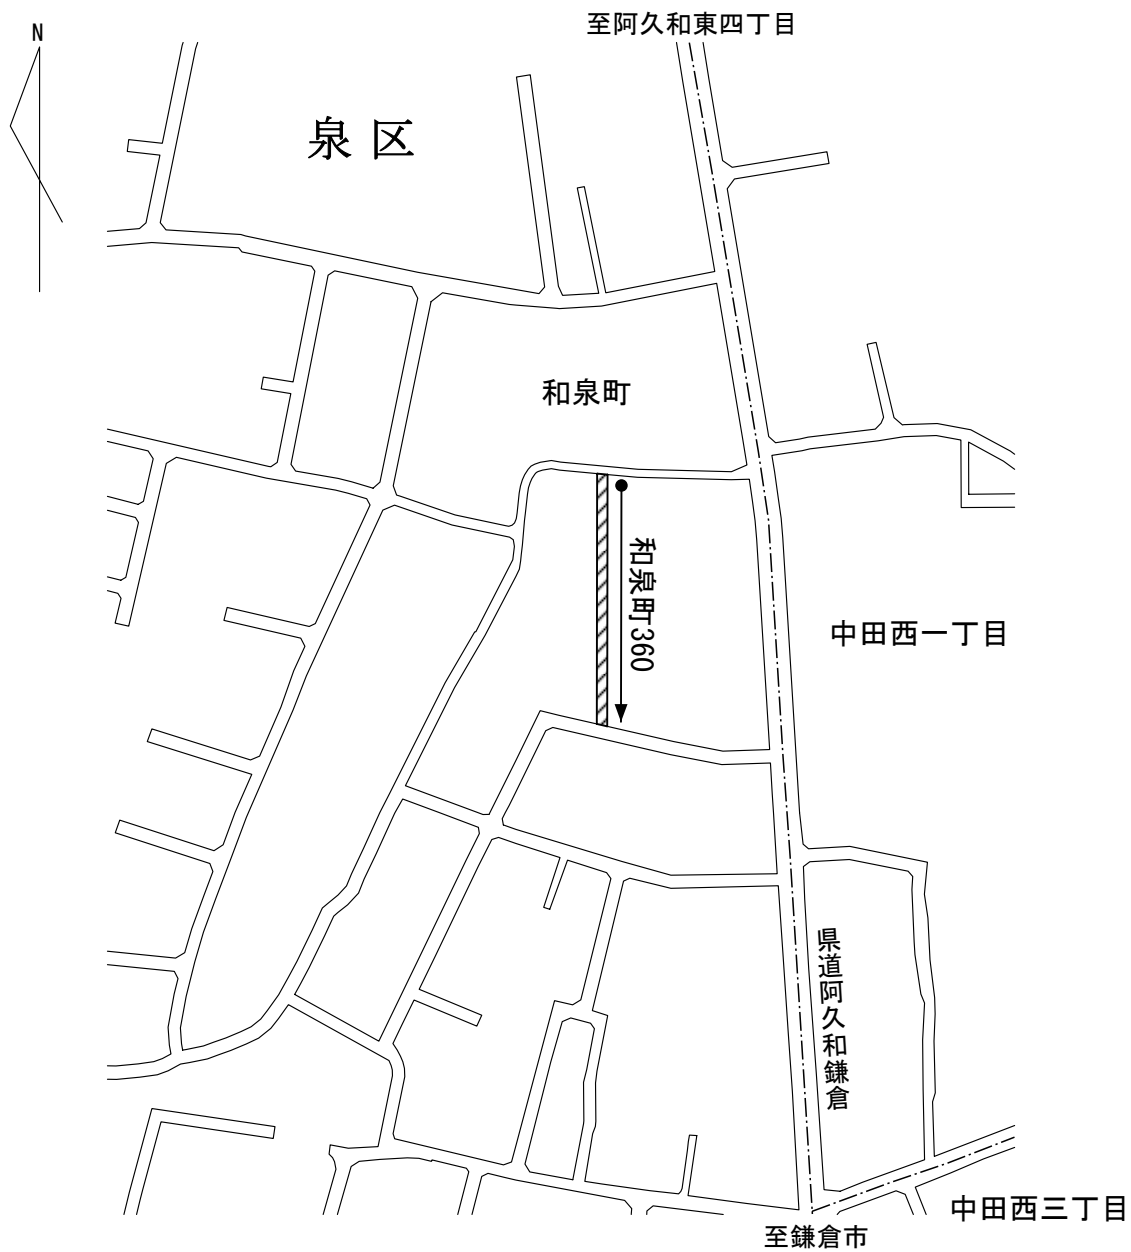 至阿久和東四丁目
N
泉区
和泉町
和泉町360
中田西一丁目
県道阿久和鎌倉
中田西三丁目
至鎌倉市